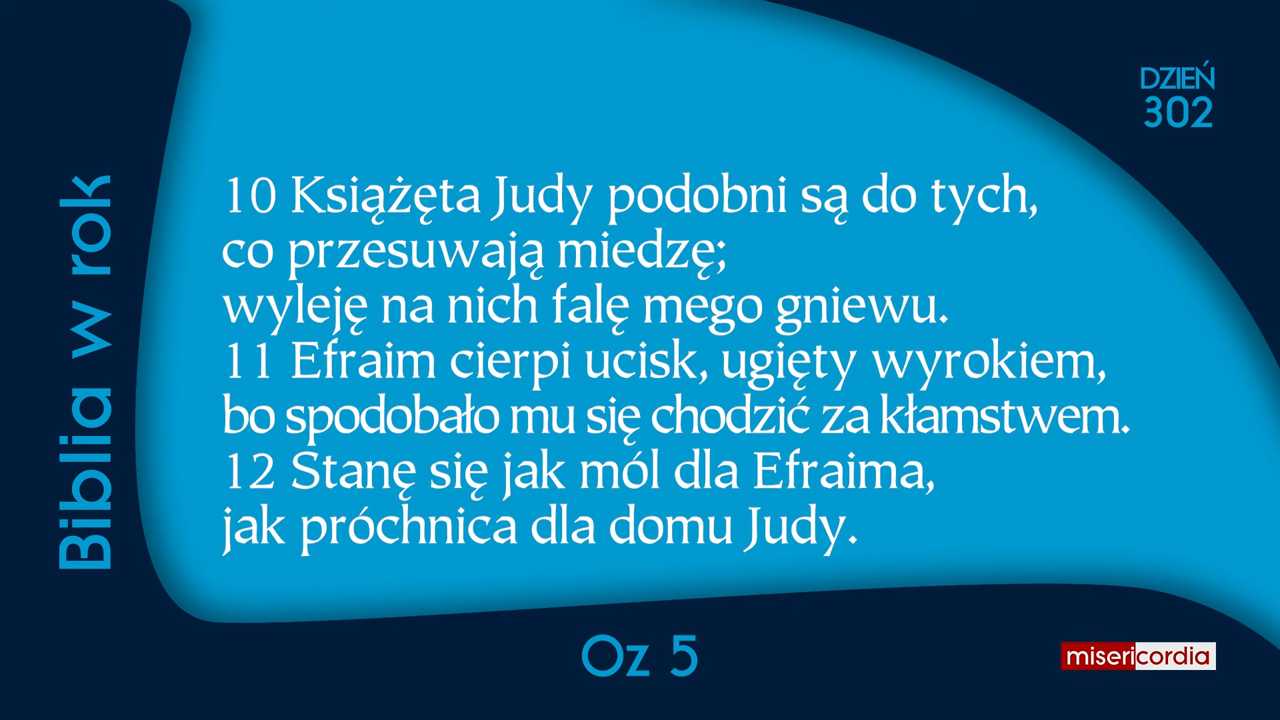 DZIEŃ
302
Biblia w rok
10 Książęta Judy podobni są do tych,
co przesuwają miedzę;
wyleję na nich falę mego gniewu.
11 Efraim cierpi ucisk, ugięty wyrokiem,
bo spodobało mu się chodzić za kłamstwem.
12 Stanę się jak mól dla Efraima,
jak próchnica dla domu Judy.
Oz 5
misericordia